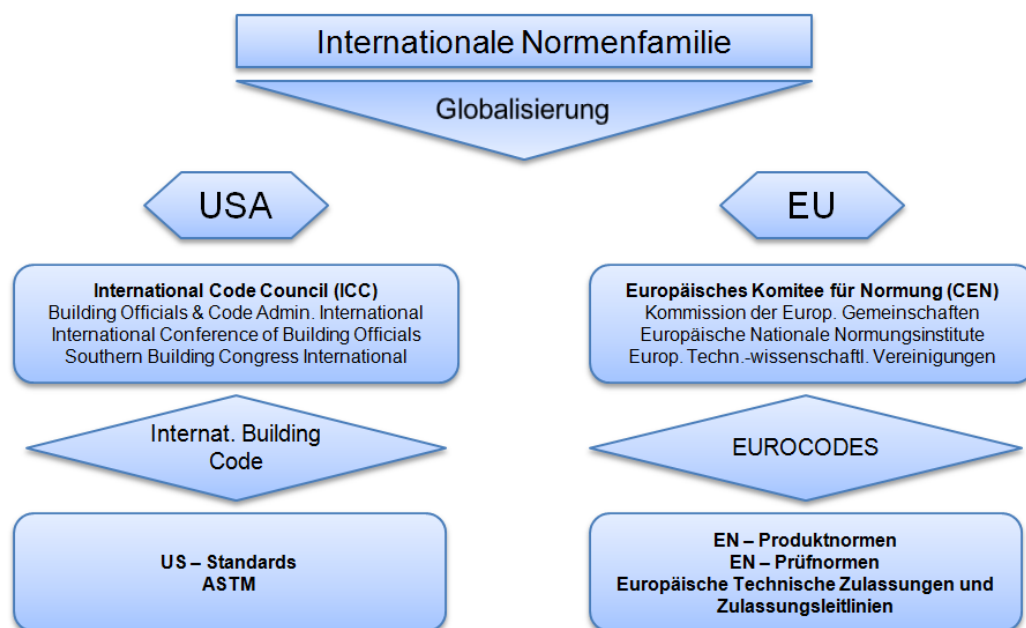 Internationale Normenfamilie
Globalisierung
USA
International Code Council (ICC)
Building Officials & Code Admin. International
International Conference of Building Officials
Southern Building Congress International
Internat. Building
Code
US – Standards
ASTM
EU
Europäisches Komitee für Normung (CEN)
Kommission der Europ. Gemeinschaften
Europäische Nationale Normungsinstitute
Europ. Techn.-wissenschaftl. Vereinigungen
EUROCODES
EN – Produktnormen
EN – Prüfnormen
Europäische Technische Zulassungen und
Zulassungsleitlinien